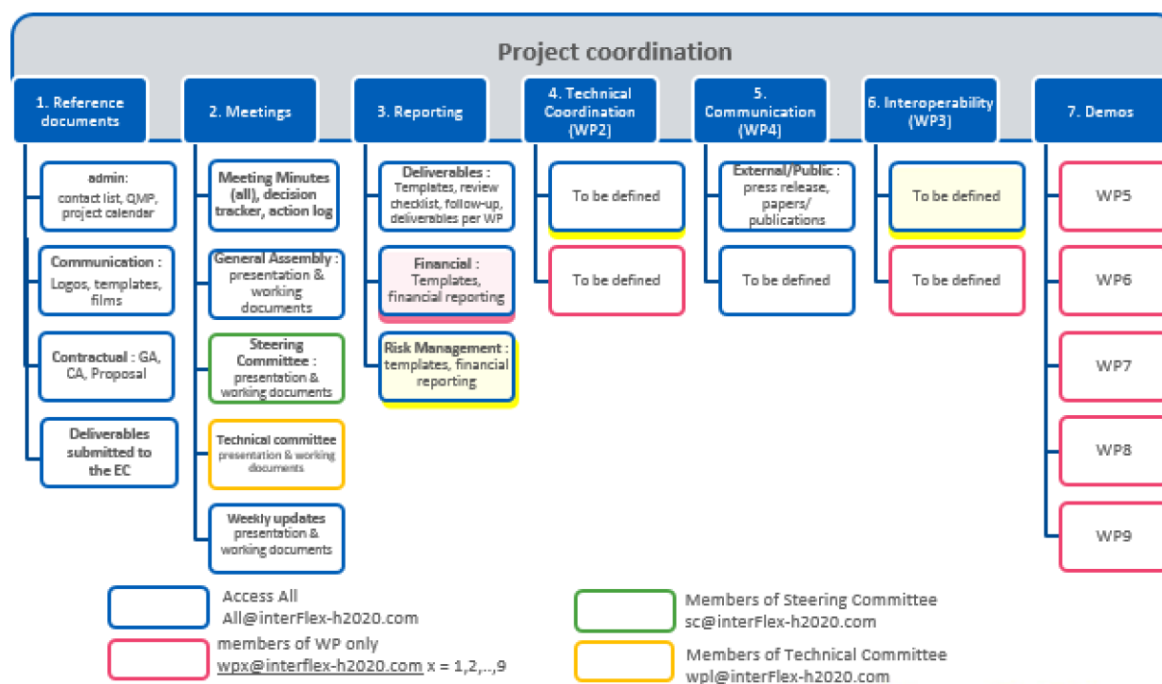 Project coordination
1. Reference
documents
2. Meetings
3. Reporting
4. Technical
Coordination
(WP2]
5.
Communication
(WP4]
6. Interoperability
(WP3]
7. Demos
admin:
contact list, QMP,
project calendar
Communication :
Logos, templates,
films
Contractual : GA,
CA, Proposal
Deliverables
submitted to
the EC
Meeting Minutes
(all), decision
tracker, action log
General Assembly :
presentation &
working
documents
Steering
Committee :
presentation &
working documents
Technical committee
presentation & working
documents
Weekly updates
presentation &
working documents
Deliverables :
Templates, review
checklist, follow-up,
deliverables per WP
Financial :
Templates,
financial reporting
Risk Management :
templates, financial
reporting
To be defined
To be defined
External/Public :
press release,
papers/
publications
To be defined
To be defined
To be defined
WP5
WP6
WP7
WP8
WP9
Access All
All@interFlex-h2020.com
members of WP only
wpx@interflex-h2020.com x = 1,2,..,9
Members of Steering Committee
sc@interFlex-h2020.com
Members of Technical Committee
wpl@interFlex-h2020.com